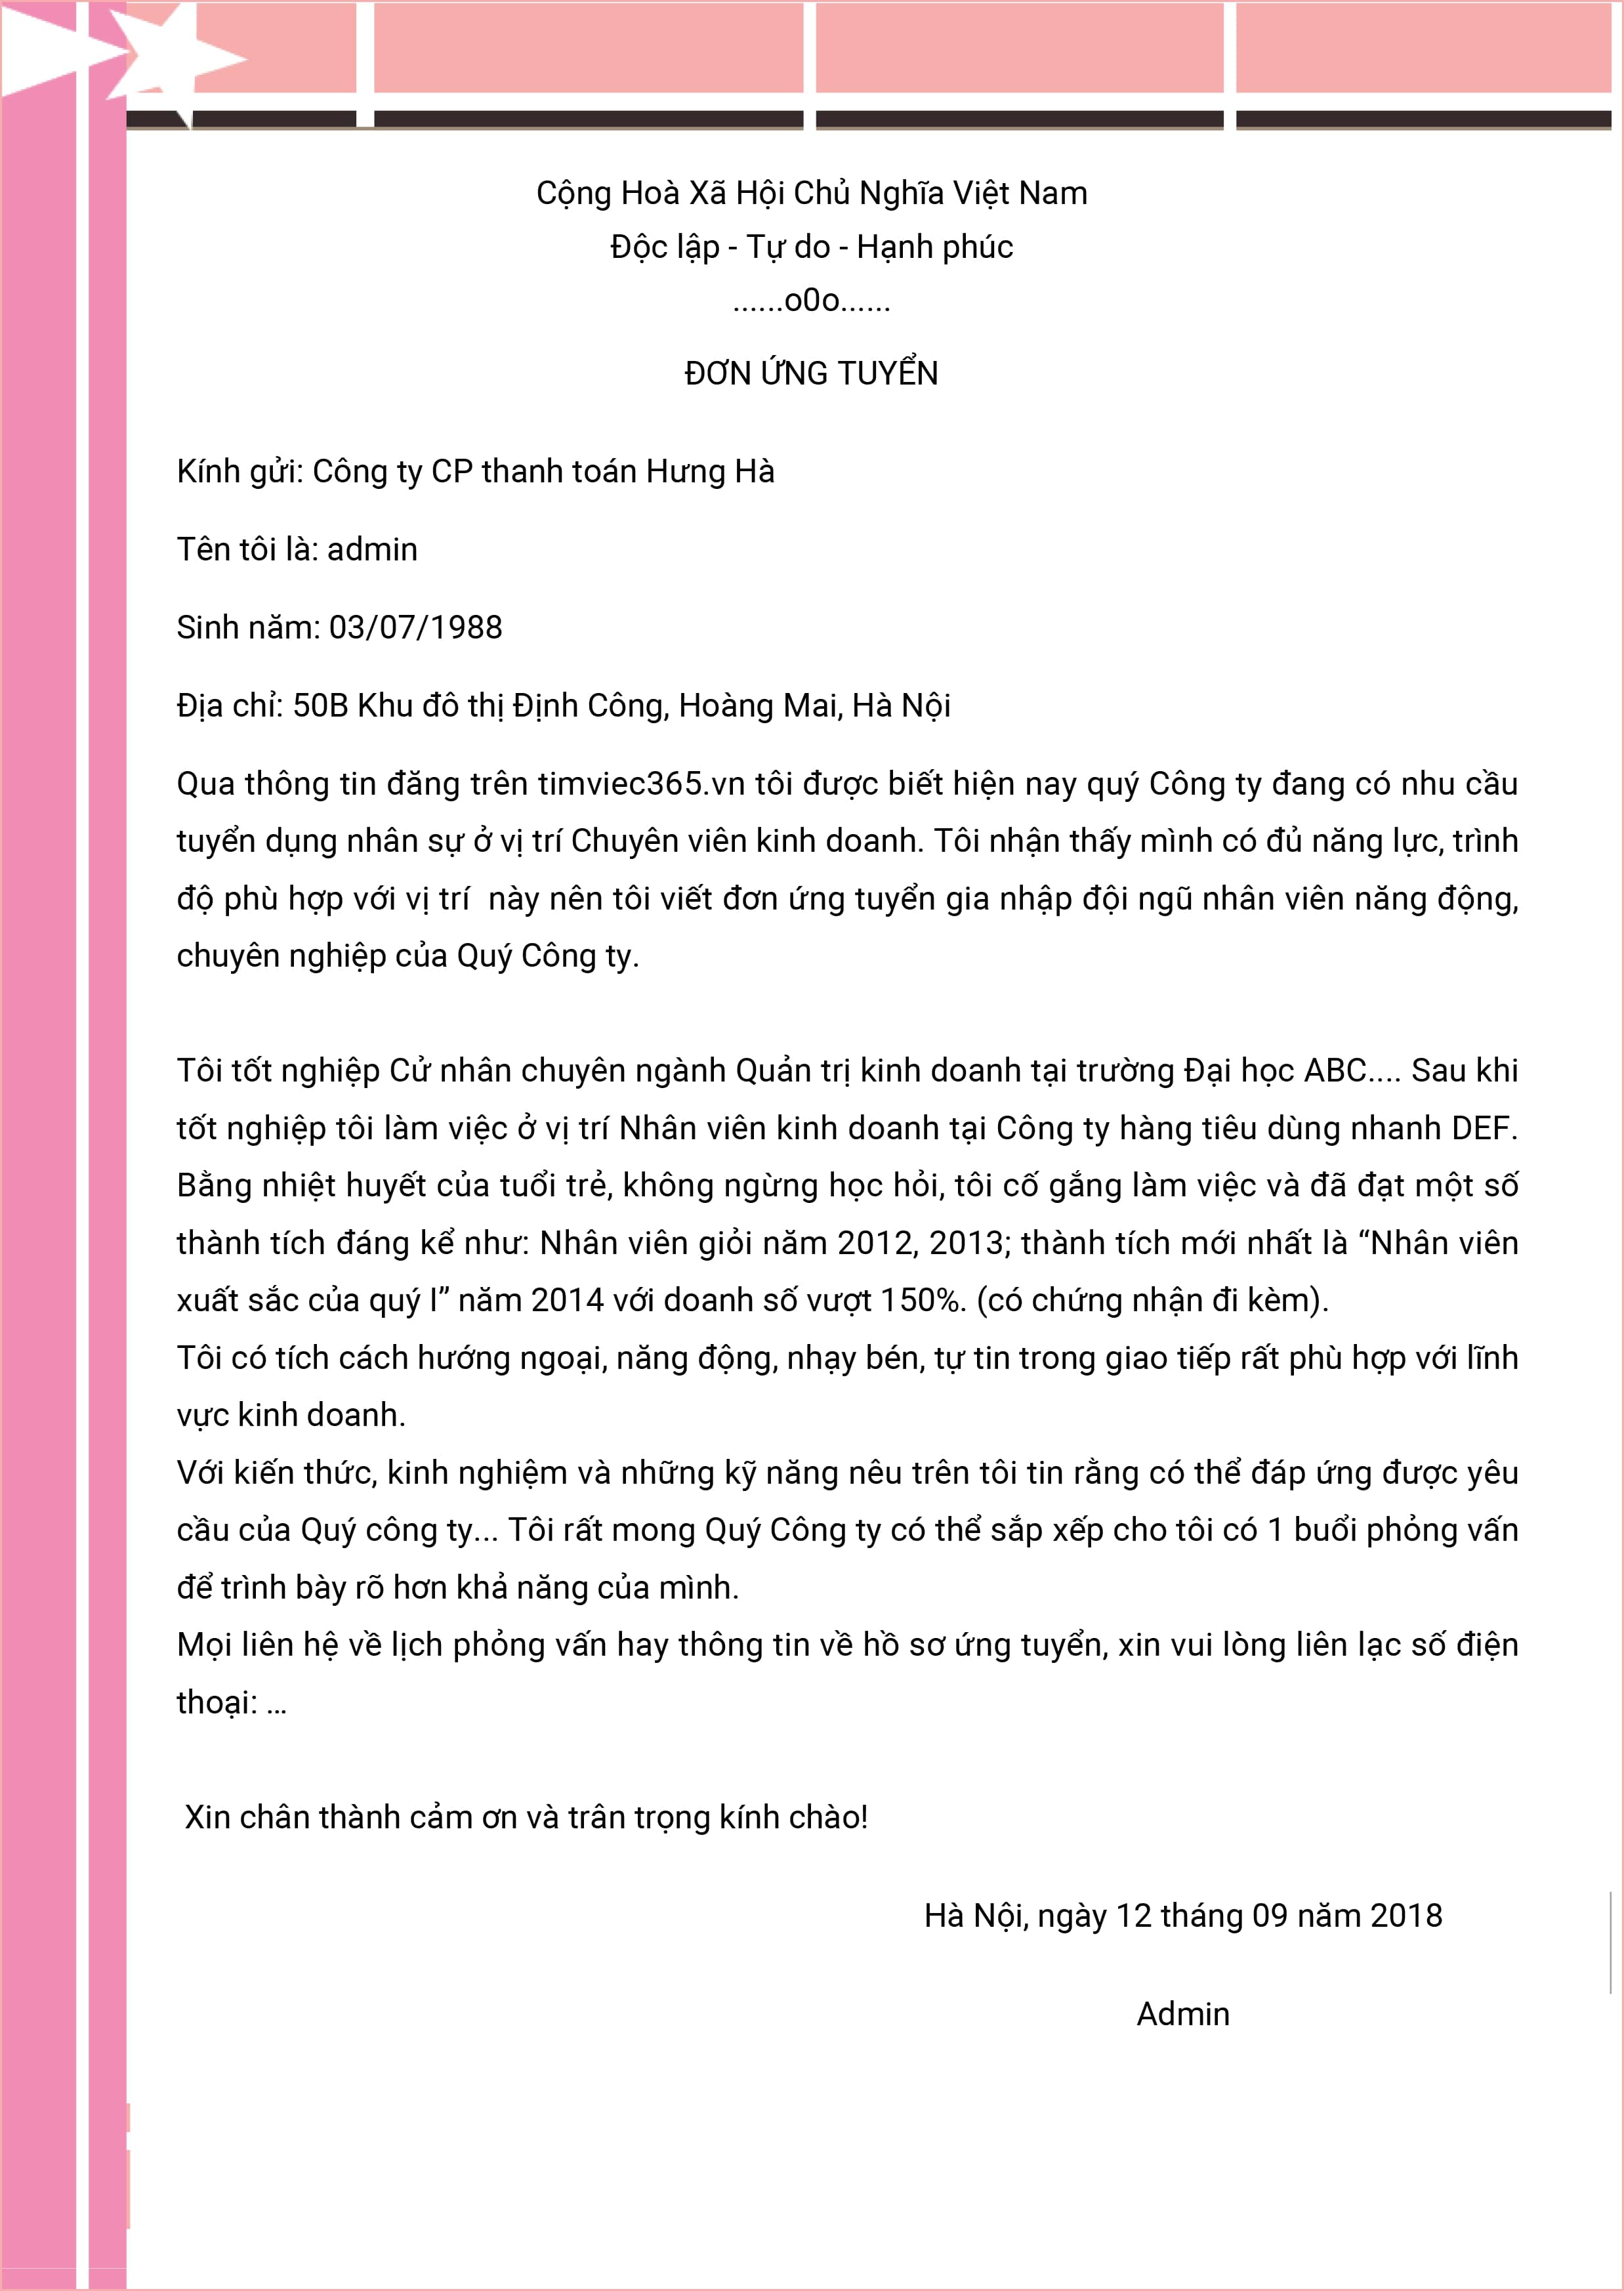 Cộng Hoà Xã Hội Chủ Nghĩa Việt Nam
Độc lập - Tự do - Hạnh phúc
......o0o......
ĐƠN ỨNG TUYỂN
Kính gửi: Công ty CP thanh toán Hưng Hà
Tên tôi là: admin
Sinh năm: 03/07/1988
Địa chỉ: 50B Khu đô thị Định Công, Hoàng Mai, Hà Nội
Qua thông tin đăng trên timviec365.vn tôi được biết hiện nay quý Công ty đang có nhu cầu
tuyển dụng nhân sự ở vị trí Chuyên viên kinh doanh. Tôi nhận thấy mình có đủ năng lực, trình
độ phù hợp với vị trí  này nên tôi viết đơn ứng tuyển gia nhập đội ngũ nhân viên năng động,
chuyên nghiệp của Quý Công ty.
Tôi tốt nghiệp Cử nhân chuyên ngành Quản trị kinh doanh tại trường Đại học ABC.... Sau khi
tốt nghiệp tôi làm việc ở vị trí Nhân viên kinh doanh tại Công ty hàng tiêu dùng nhanh DEF.
Bằng nhiệt huyết của tuổi trẻ, không ngừng học hỏi, tôi cố gắng làm việc và đã đạt một số
thành tích đáng kể như: Nhân viên giỏi năm 2012, 2013; thành tích mới nhất là “Nhân viên
xuất sắc của quý I” năm 2014 với doanh số vượt 150%. (có chứng nhận đi kèm).
Tôi có tích cách hướng ngoại, năng động, nhạy bén, tự tin trong giao tiếp rất phù hợp với lĩnh
vực kinh doanh.
Với kiến thức, kinh nghiệm và những kỹ năng nêu trên tôi tin rằng có thể đáp ứng được yêu
cầu của Quý công ty... Tôi rất mong Quý Công ty có thể sắp xếp cho tôi có 1 buổi phỏng vấn
để trình bày rõ hơn khả năng của mình.
Mọi liên hệ về lịch phỏng vấn hay thông tin về hồ sơ ứng tuyển, xin vui lòng liên lạc số điện
thoại: …
Xin chân thành cảm ơn và trân trọng kính chào!
Hà Nội, ngày 12 tháng 09 năm 2018
Admin